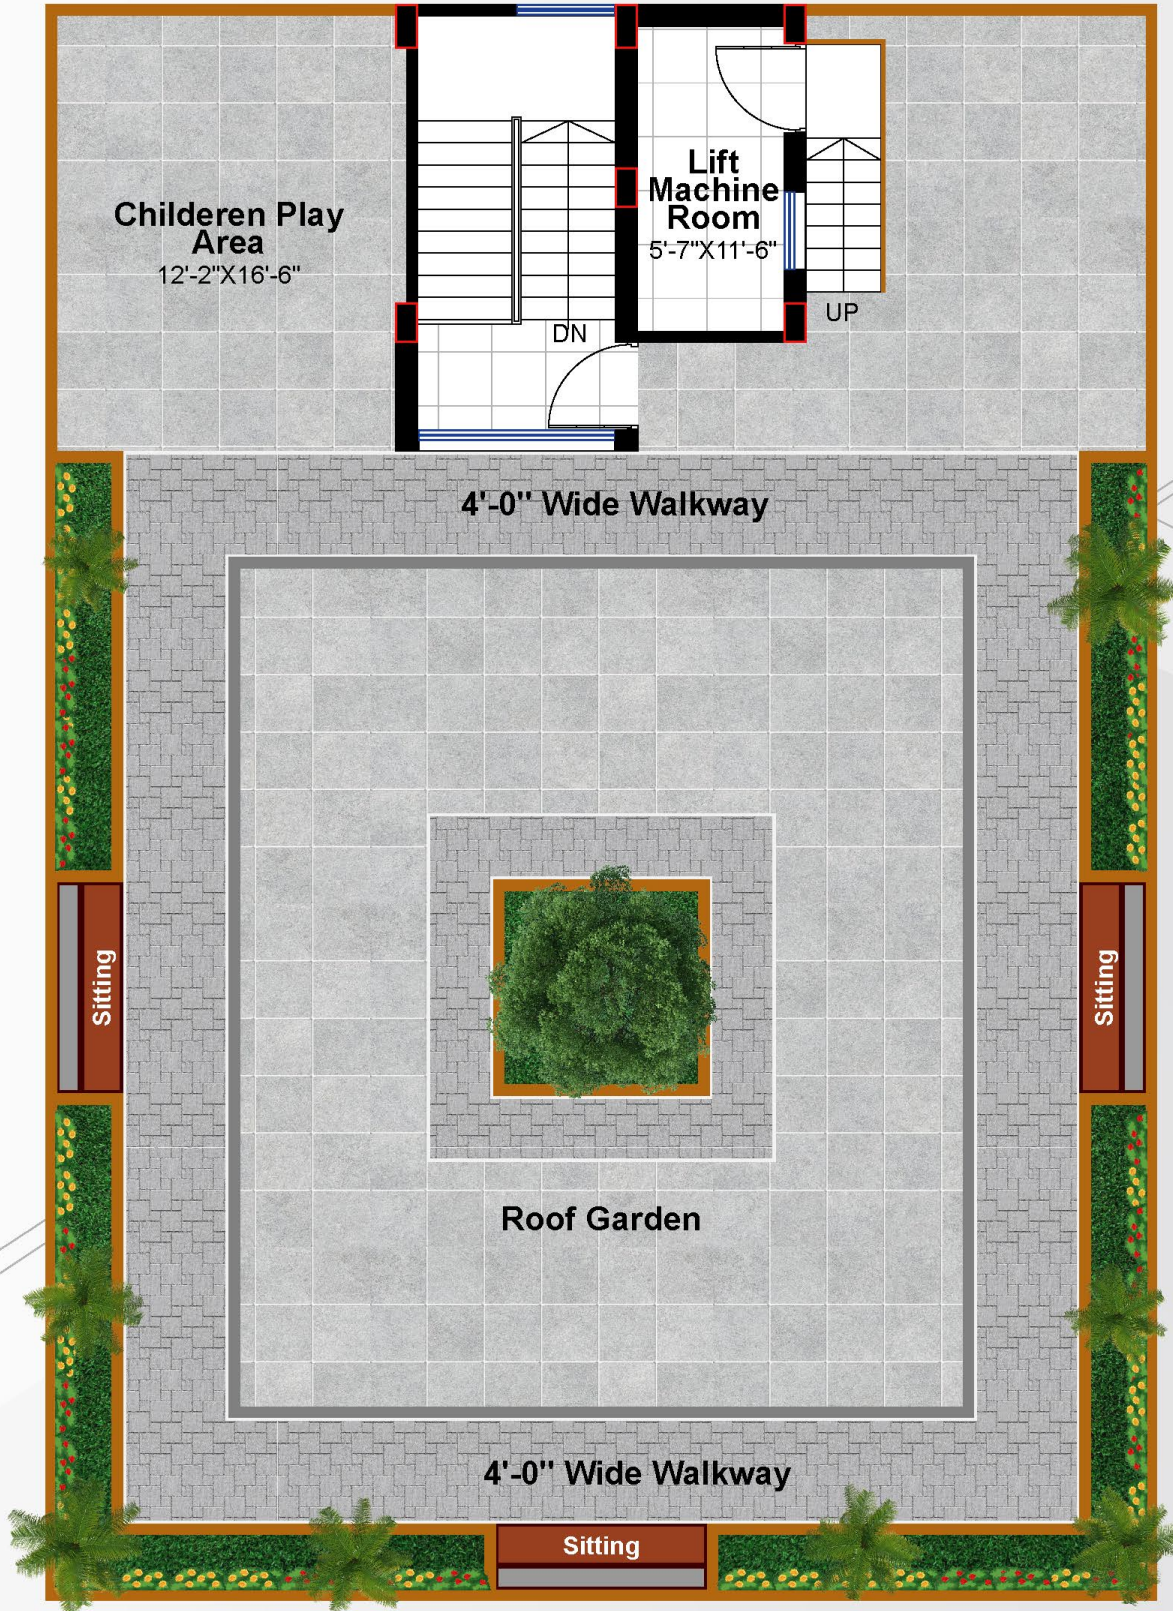 Childeren Play
Area
12'-2"X16'-6"
Lift
Machine
Room
5'-7"X11'-6"
UP
DN
4'-0" Wide Walkway
Sitting
Sitting
Roof Garden
4'-0" Wide Walkway
Sitting